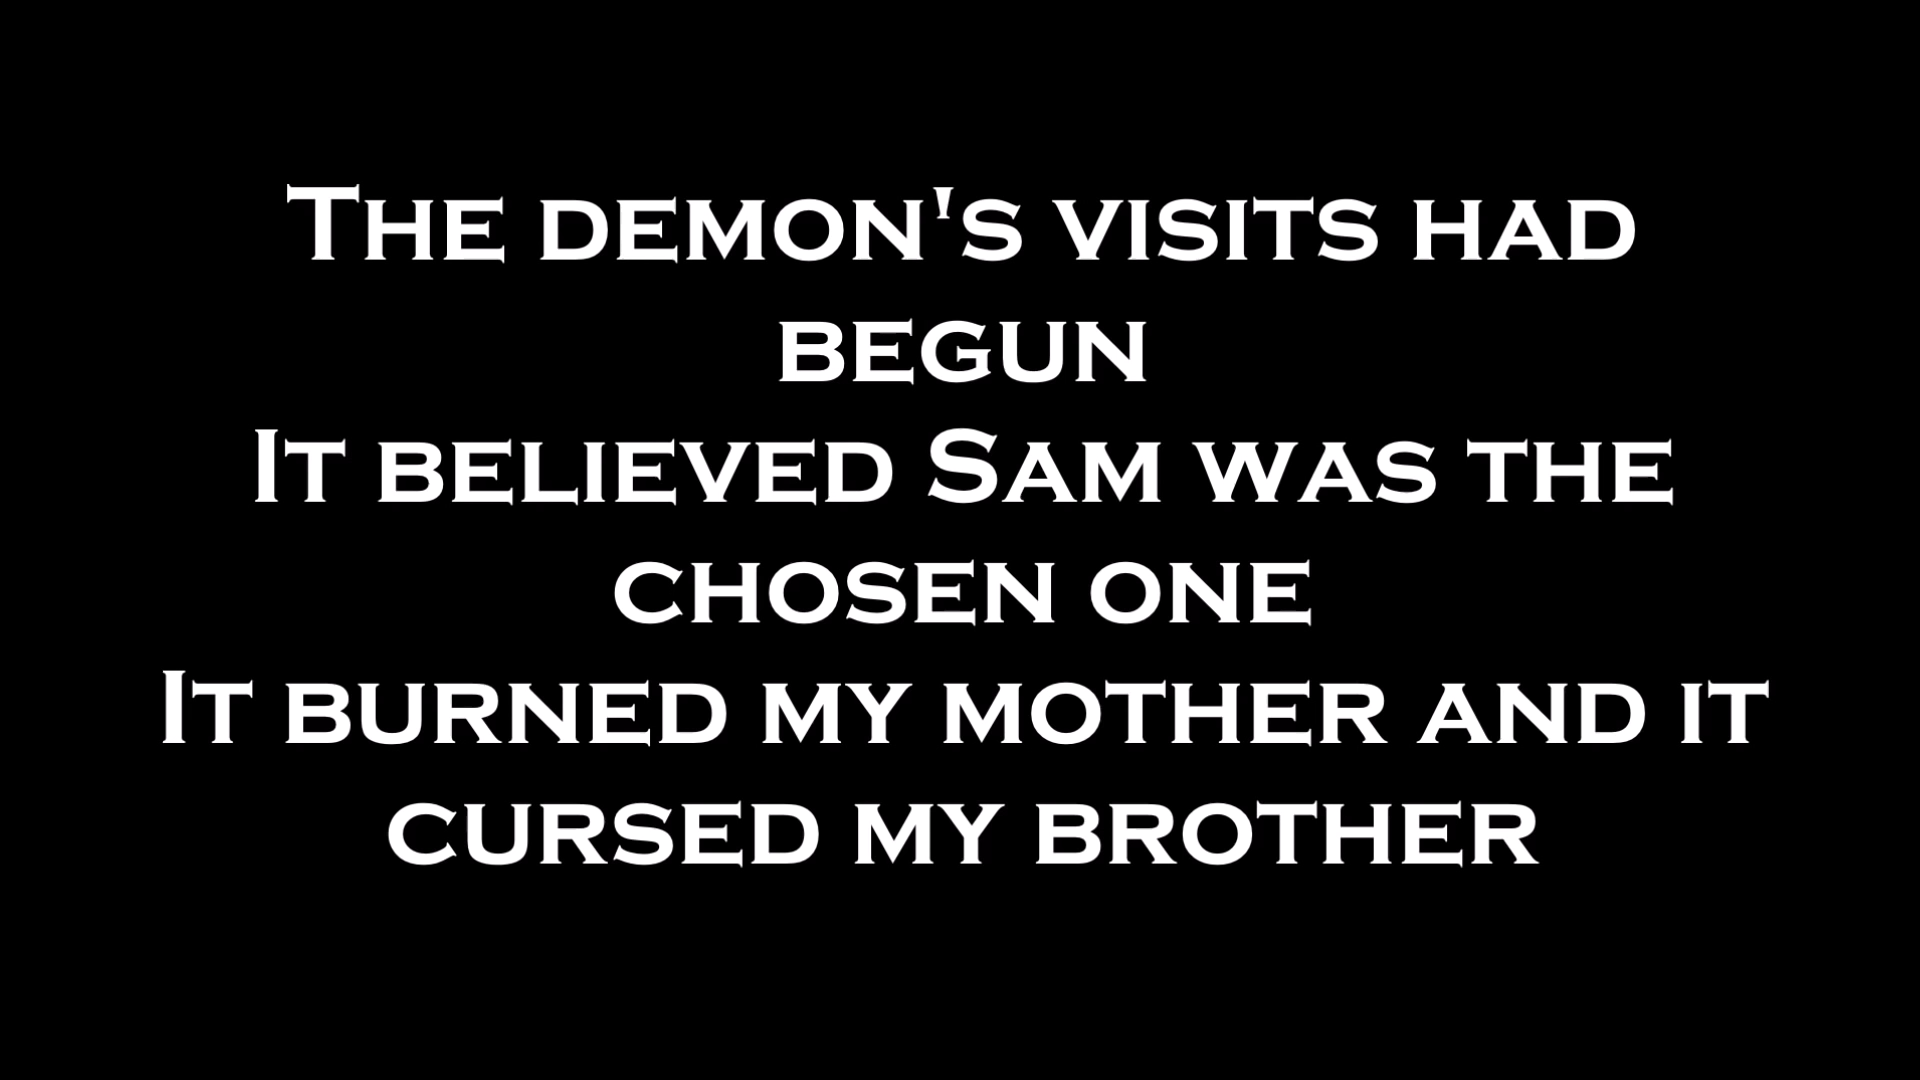 The demon's visits had
begun
It believed Sam was the
chosen one
It burned my mother and it
cursed my brother